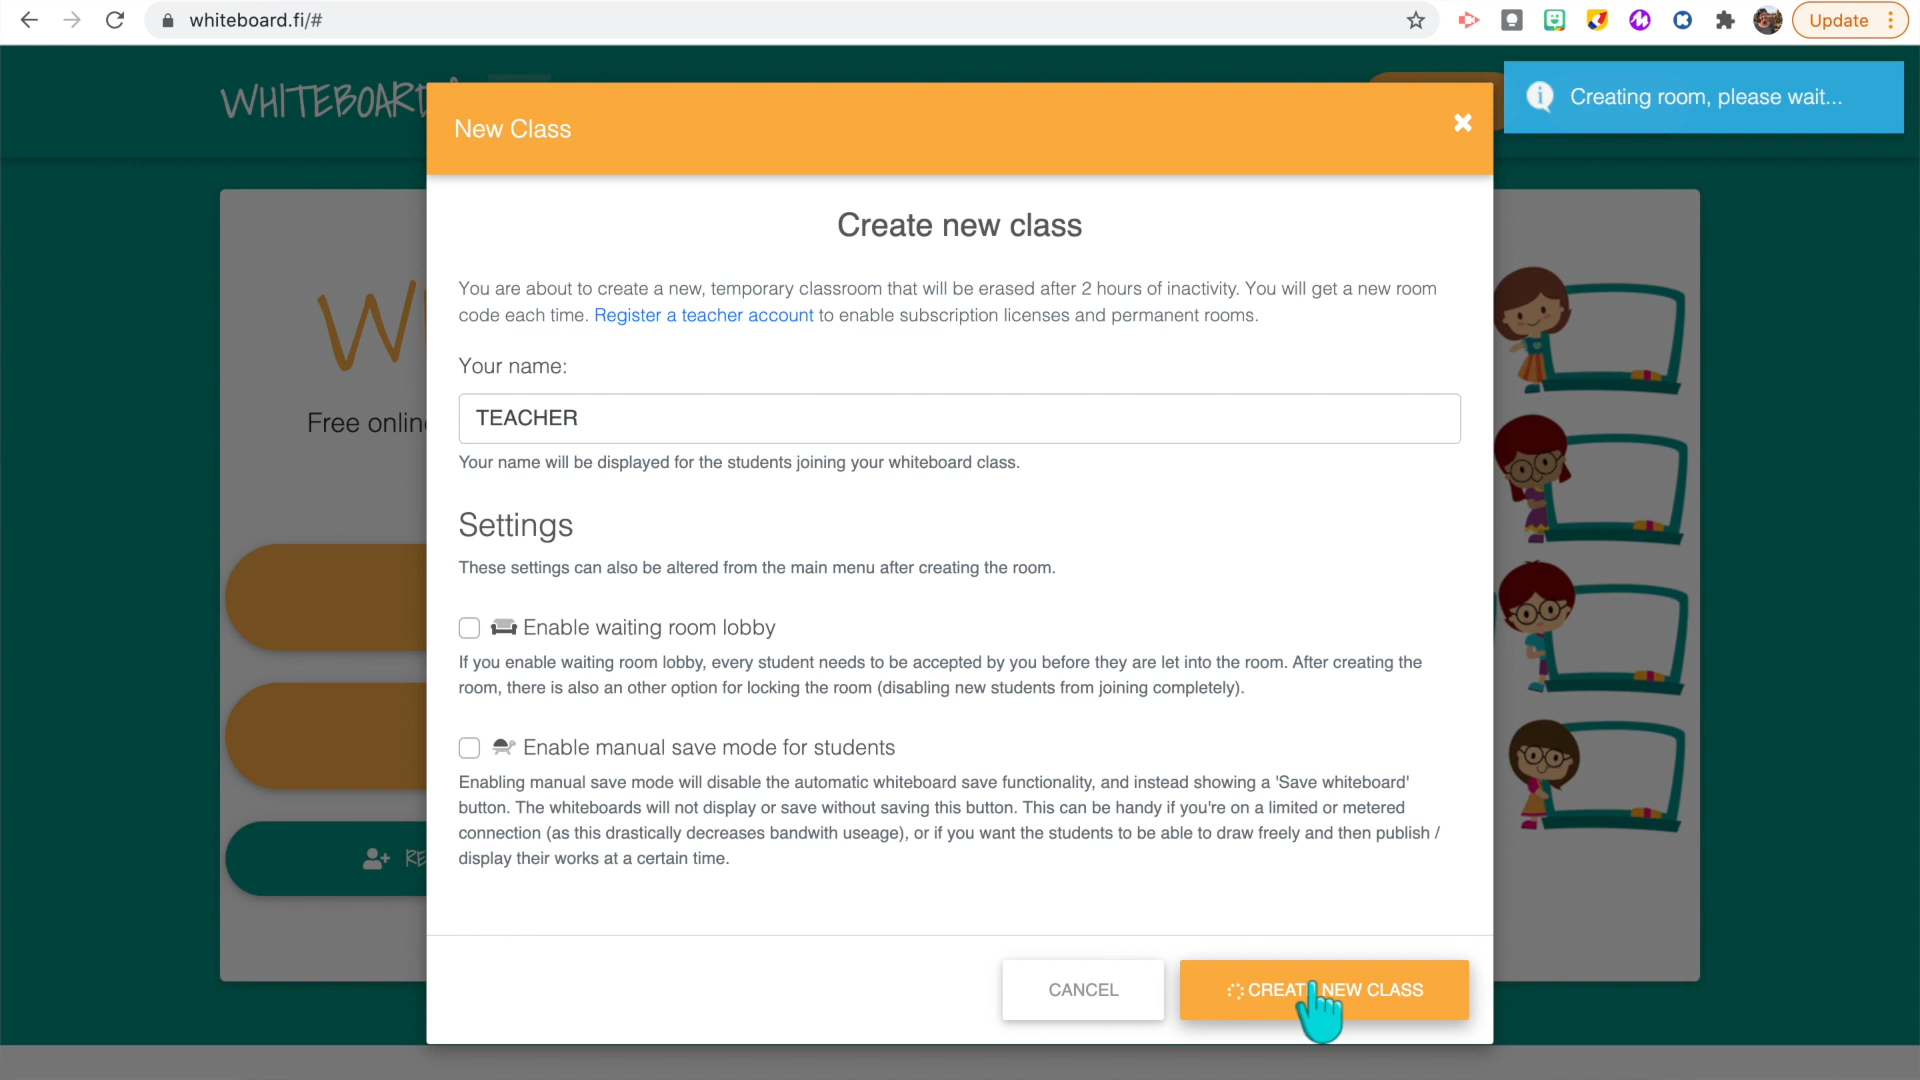 whiteboard.fi/#
Update
WHITEBOARD
Creating room, please wait...
New Class
Create new class
You are about to create a new, temporary classroom that will be erased after 2 hours of inactivity. You will get a new room
code each time. Register a teacher account to enable subscription licenses and permanent rooms.
Your name:
TEACHER
Free onlin
Your name will be displayed for the students joining your whiteboard class.
Settings
These settings can also be altered from the main menu after creating the room.
Enable waiting room lobby
If you enable waiting room lobby, every student needs to be accepted by you before they are let into the room. After creating the
room, there is also an other option for locking the room (disabling new students from joining completely).
Enable manual save mode for students
Enabling manual save mode will disable the automatic whiteboard save functionality, and instead showing a 'Save whiteboard'
button. The whiteboards will not display or save without saving this button. This can be handy if you're on a limited or metered
connection (as this drastically decreases bandwith useage), or if you want the students to be able to draw freely and then publish /
display their works at a certain time.
RE
CANCEL
CREATE NEW CLASS